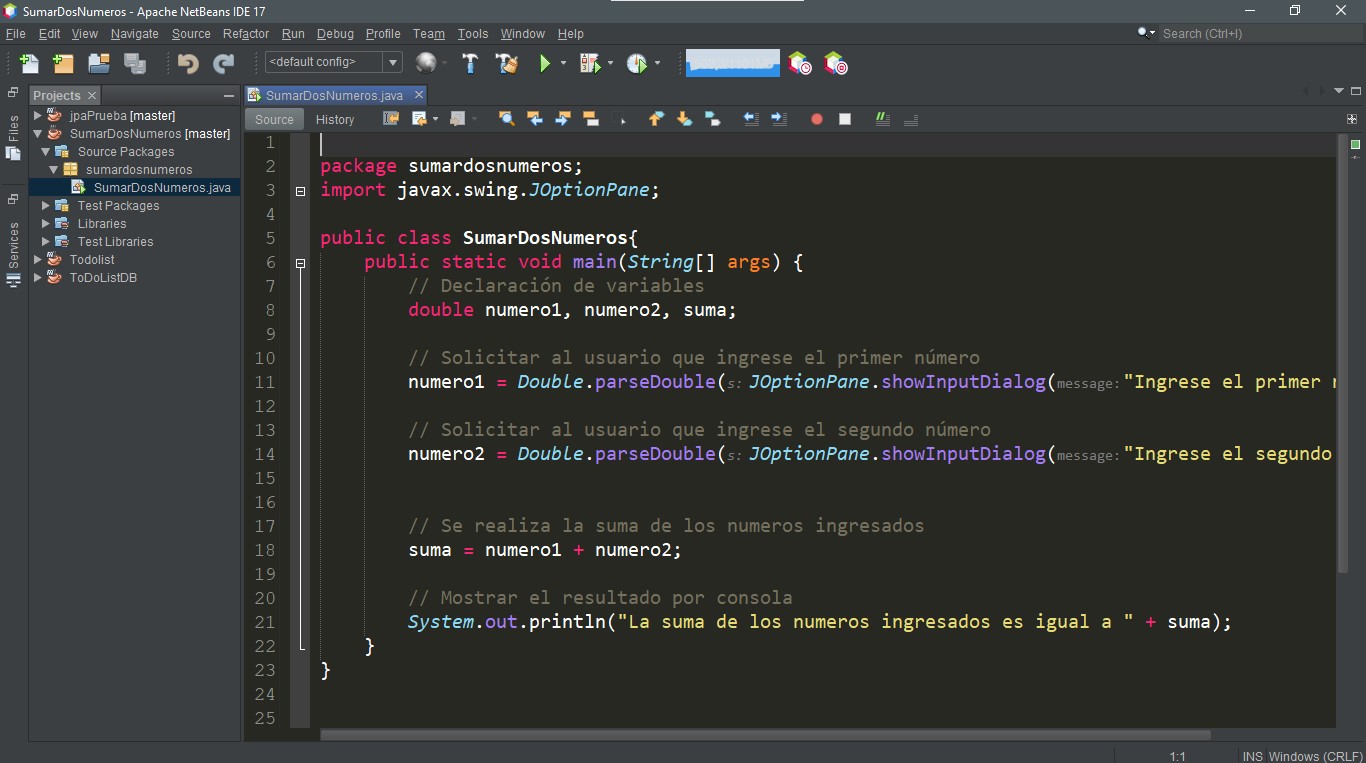 SumarDosNumeros - Apache NetBeans IDE 17
File Edit View Navigate Source Refactor Run Debug Profile Team Tools Window Help
Search (Ctrl+I)
<default config>
Files
Services
Projects
jpaPrueba [master]
SumarDosNumeros [master]
Source Packages
sumardosnumeros
SumarDosNumeros.java
Test Packages
Libraries
Test Libraries
Todolist
ToDoListDB
SumarDosNumeros.java
Source History
1
2 package sumardosnumeros;
3 import javax.swing.JOptionPane;
4
5 public class SumarDosNumeros{
6 public static void main(String[] args) {
7 // Declaración de variables
8 double numero1, numero2, suma;
9
10 // Solicitar al usuario que ingrese el primer número
11 numero1 = Double.parseDouble(s: JOptionPane.showInputDialog(message: "Ingrese el primer
12
13 // Solicitar al usuario que ingrese el segundo número
14 numero2 = Double.parseDouble(s: JOptionPane.showInputDialog(message: "Ingrese el segundo
15
16
17 // Se realiza la suma de los numeros ingresados
18 suma = numero1 + numero2;
19
20 // Mostrar el resultado por consola
21 System.out.println("La suma de los numeros ingresados es igual a " + suma);
22 }
23 }
24
25
1:1 INS Windows (CRLF)